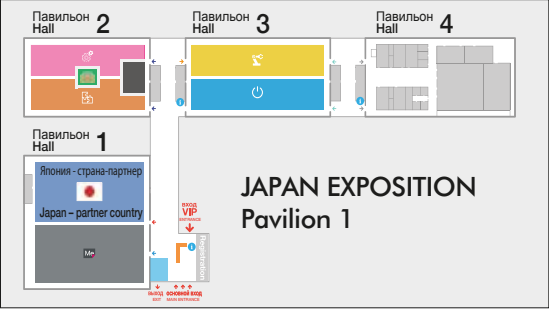 Павильон
Hall 2
Павильон
Hall 3
Павильон
Hall 4
Павильон
Hall 1
Япония - страна-партнер
Japan – partner country
JAPAN EXPOSITION
Pavilion 1
ВХОД
VIP
ENTRANCE
Registration
ВЫХОД
EXIT
ОСНОВНОЙ ВХОД
MAIN ENTRANCE
i
i
i
Me